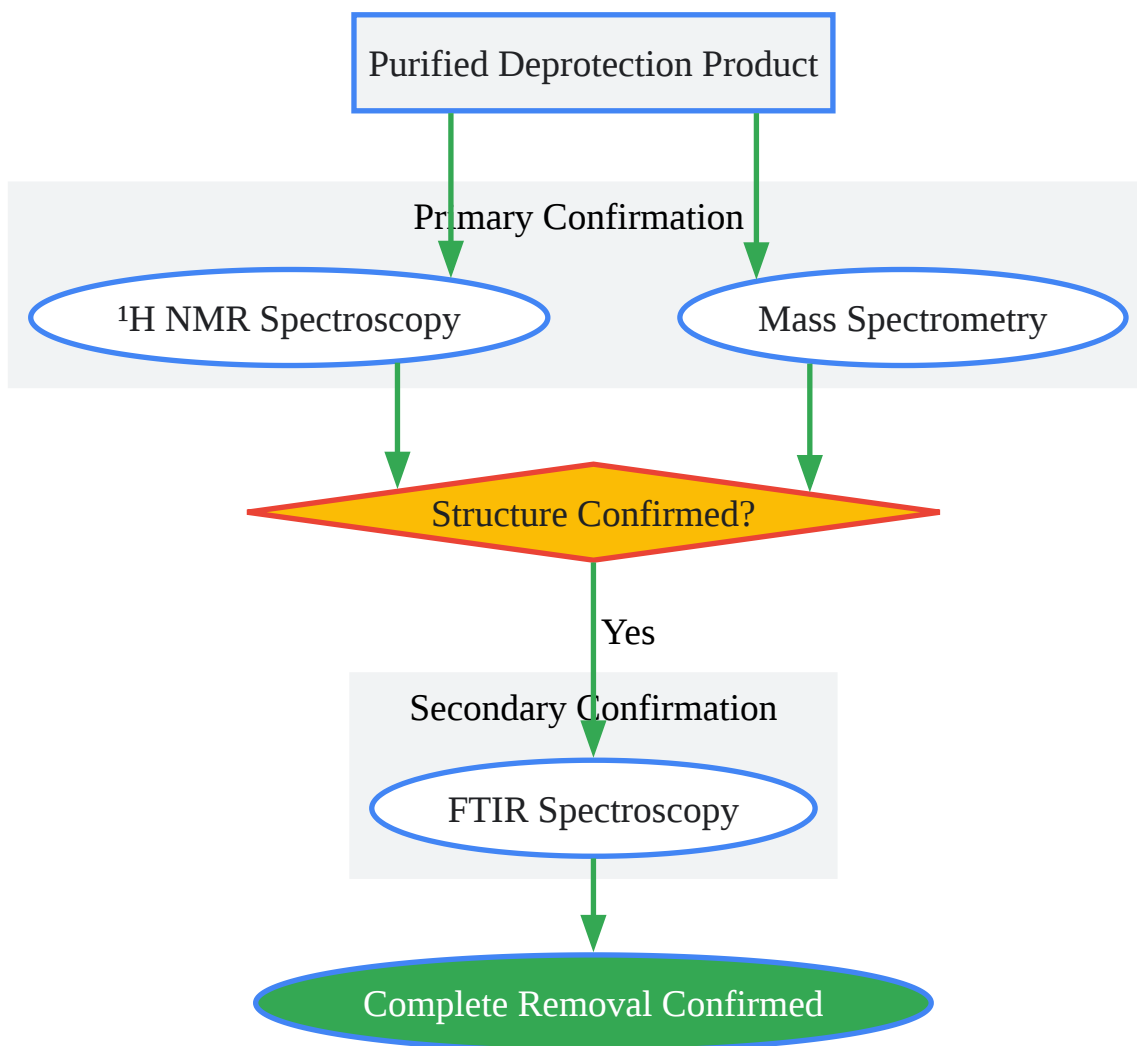 Purified Deprotection Product
Primary Confirmation
¹H NMR Spectroscopy
Mass Spectrometry
Structure Confirmed?
Yes
Secondary Confirmation
FTIR Spectroscopy
Complete Removal Confirmed